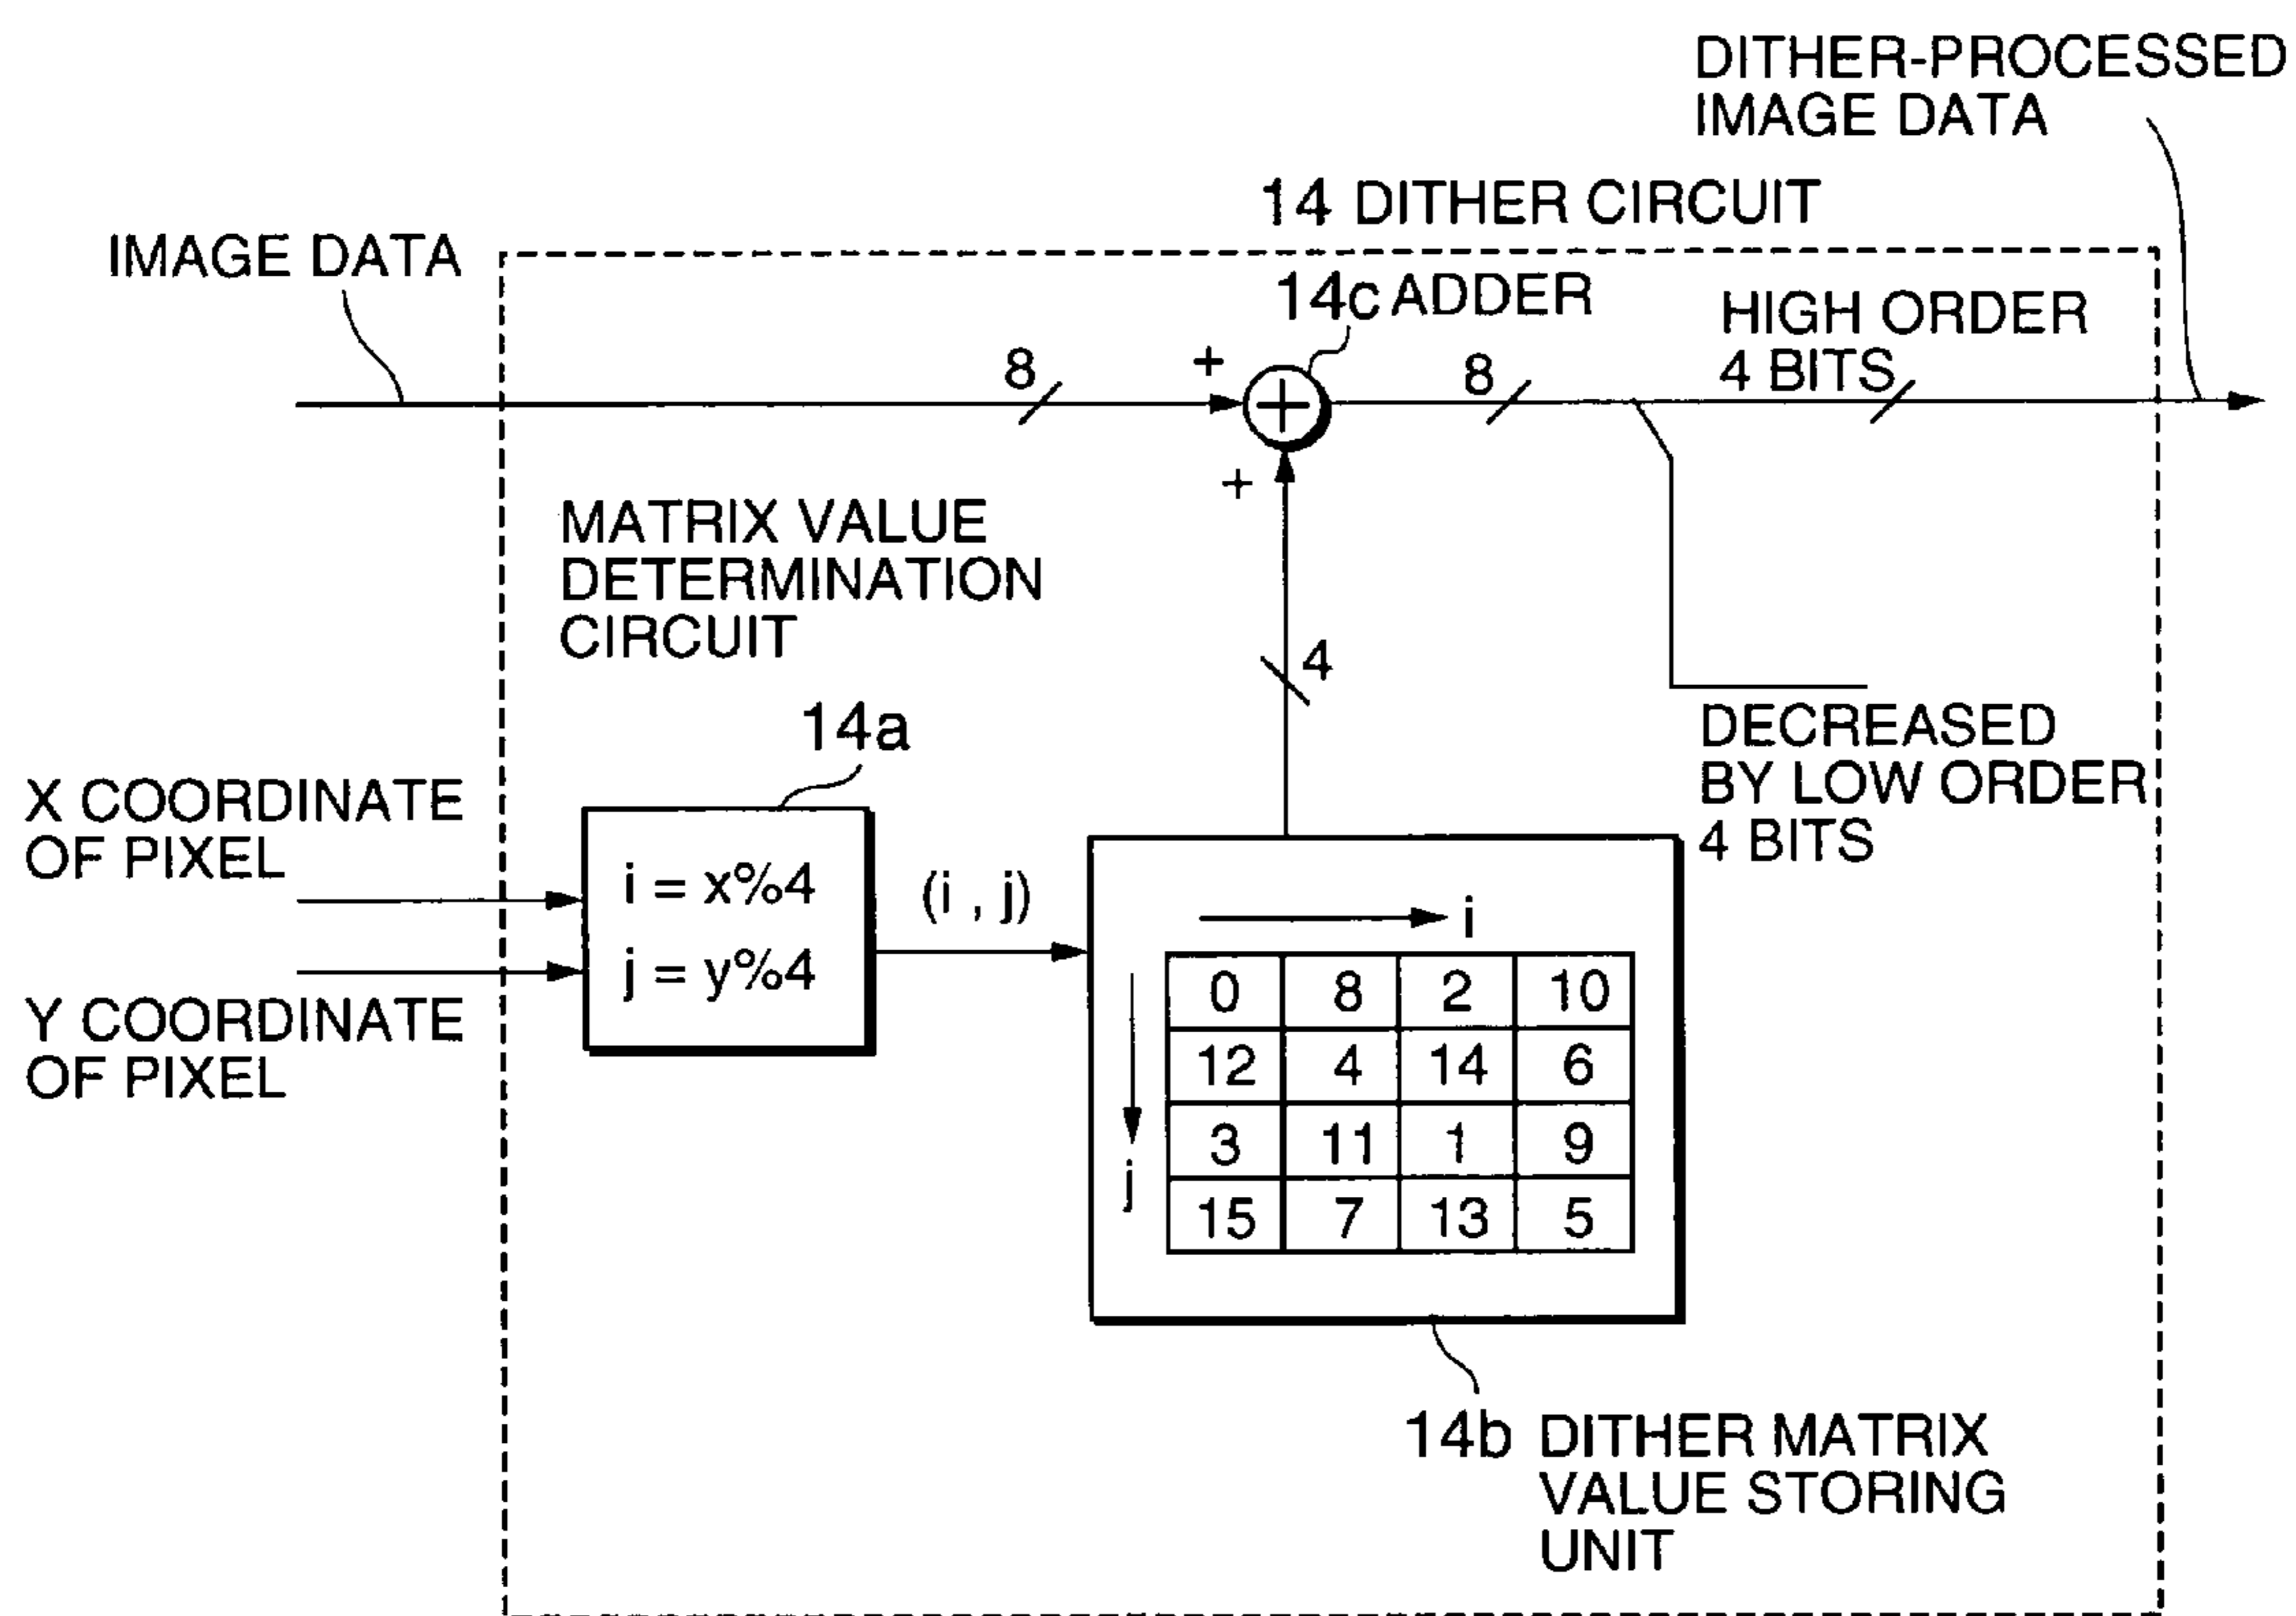 DITHER-PROCESSED
IMAGE DATA
14 DITHER CIRCUIT
IMAGE DATA
14c ADDER
HIGH ORDER
4 BITS
8
+
+
8
+
MATRIX VALUE
DETERMINATION
CIRCUIT
4
14a
DECREASED
BY LOW ORDER
4 BITS
X COORDINATE
OF PIXEL
i = x%4
j = y%4
(i , j)
Y COORDINATE
OF PIXEL
i
j
0 8 2 10
12 4 14 6
3 11 1 9
15 7 13 5
14b DITHER MATRIX
VALUE STORING
UNIT